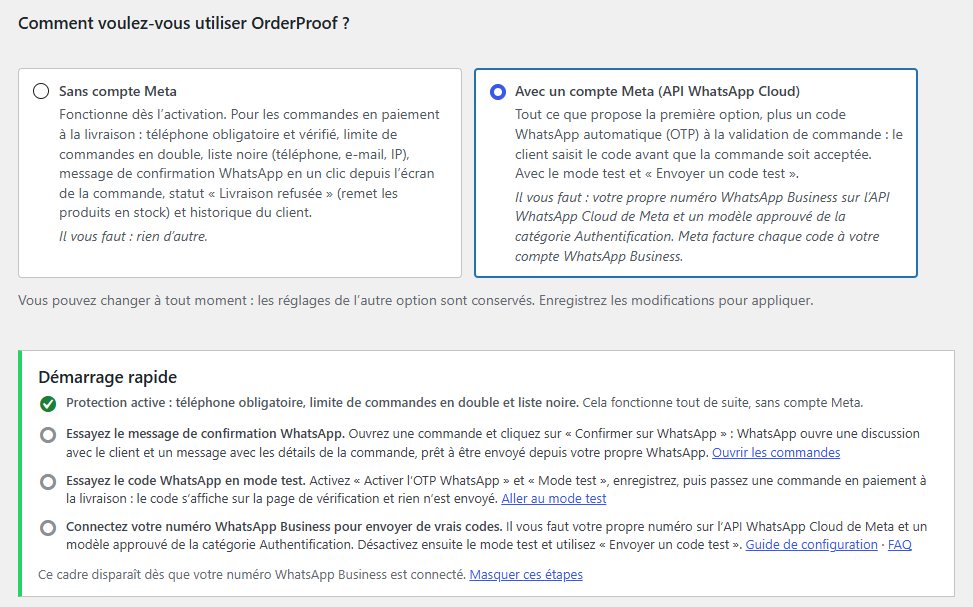 Comment voulez-vous utiliser OrderProof ?
Sans compte Meta
Fonctionne dès l’activation. Pour les commandes en paiement
à la livraison : téléphone obligatoire et vérifié, limite de
commandes en double, liste noire (téléphone, e-mail, IP),
message de confirmation WhatsApp en un clic depuis l’écran
de la commande, statut « Livraison refusée » (remet les
produits en stock) et historique du client.
Il vous faut : rien d’autre.
Avec un compte Meta (API WhatsApp Cloud)
Tout ce que propose la première option, plus un code
WhatsApp automatique (OTP) à la validation de commande : le
client saisit le code avant que la commande soit acceptée.
Avec le mode test et « Envoyer un code test ».
Il vous faut : votre propre numéro WhatsApp Business sur l’API
WhatsApp Cloud de Meta et un modèle approuvé de la
catégorie Authentification. Meta facture chaque code à votre
compte WhatsApp Business.
Vous pouvez changer à tout moment : les réglages de l’autre option sont conservés. Enregistrez les modifications pour appliquer.
Démarrage rapide
Protection active : téléphone obligatoire, limite de commandes en double et liste noire. Cela fonctionne tout de suite, sans compte Meta.
Essayez le message de confirmation WhatsApp. Ouvrez une commande et cliquez sur « Confirmer sur WhatsApp » : WhatsApp ouvre une discussion
avec le client et un message avec les détails de la commande, prêt à être envoyé depuis votre propre WhatsApp. Ouvrir les commandes
Essayez le code WhatsApp en mode test. Activez « Activer l’OTP WhatsApp » et « Mode test », enregistrez, puis passez une commande en paiement à
la livraison : le code s’affiche sur la page de vérification et rien n’est envoyé. Aller au mode test
Connectez votre numéro WhatsApp Business pour envoyer de vrais codes. Il vous faut votre propre numéro sur l’API WhatsApp Cloud de Meta et un
modèle approuvé de la catégorie Authentification. Désactivez ensuite le mode test et utilisez « Envoyer un code test ». Guide de configuration · FAQ
Ce cadre disparaît dès que votre numéro WhatsApp Business est connecté. Masquer ces étapes